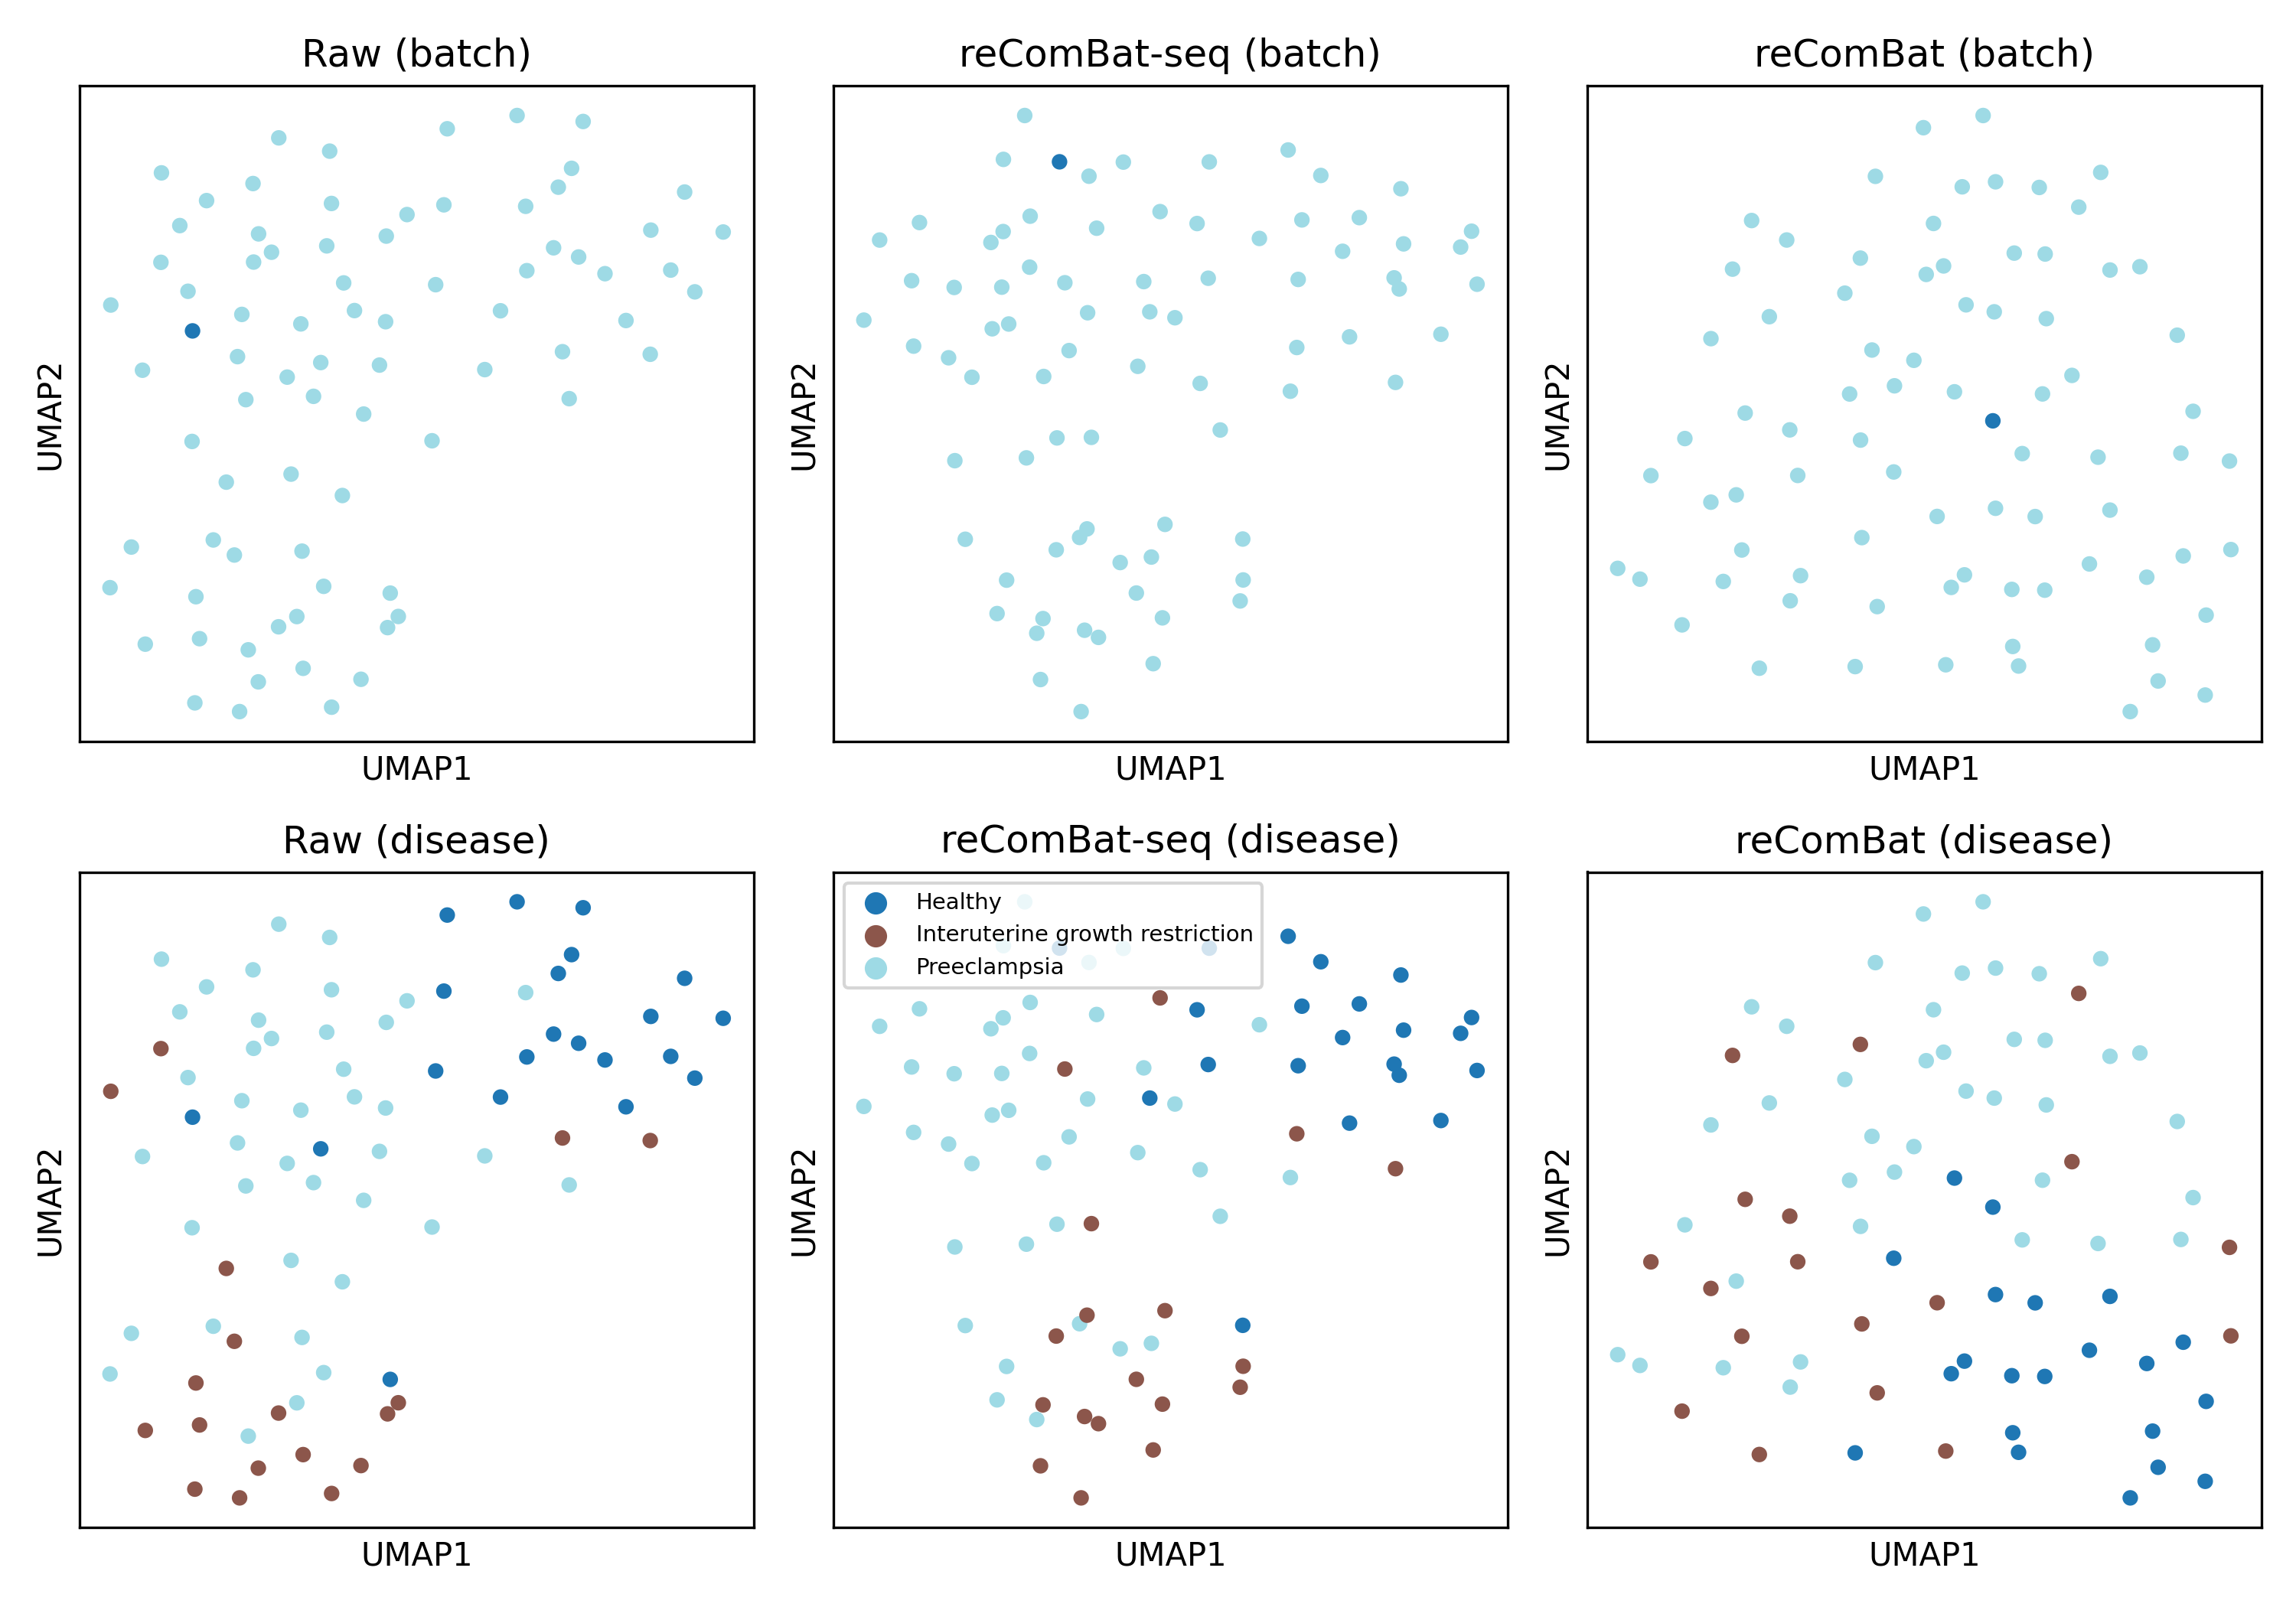 Raw (batch)
reComBat-seq (batch)
reComBat (batch)
UMAP2
UMAP1
UMAP2
UMAP1
UMAP2
UMAP1
Raw (disease)
reComBat-seq (disease)
reComBat (disease)
UMAP2
UMAP1
UMAP2
Healthy
Interuterine growth restriction
Preeclampsia
UMAP1
UMAP2
UMAP1